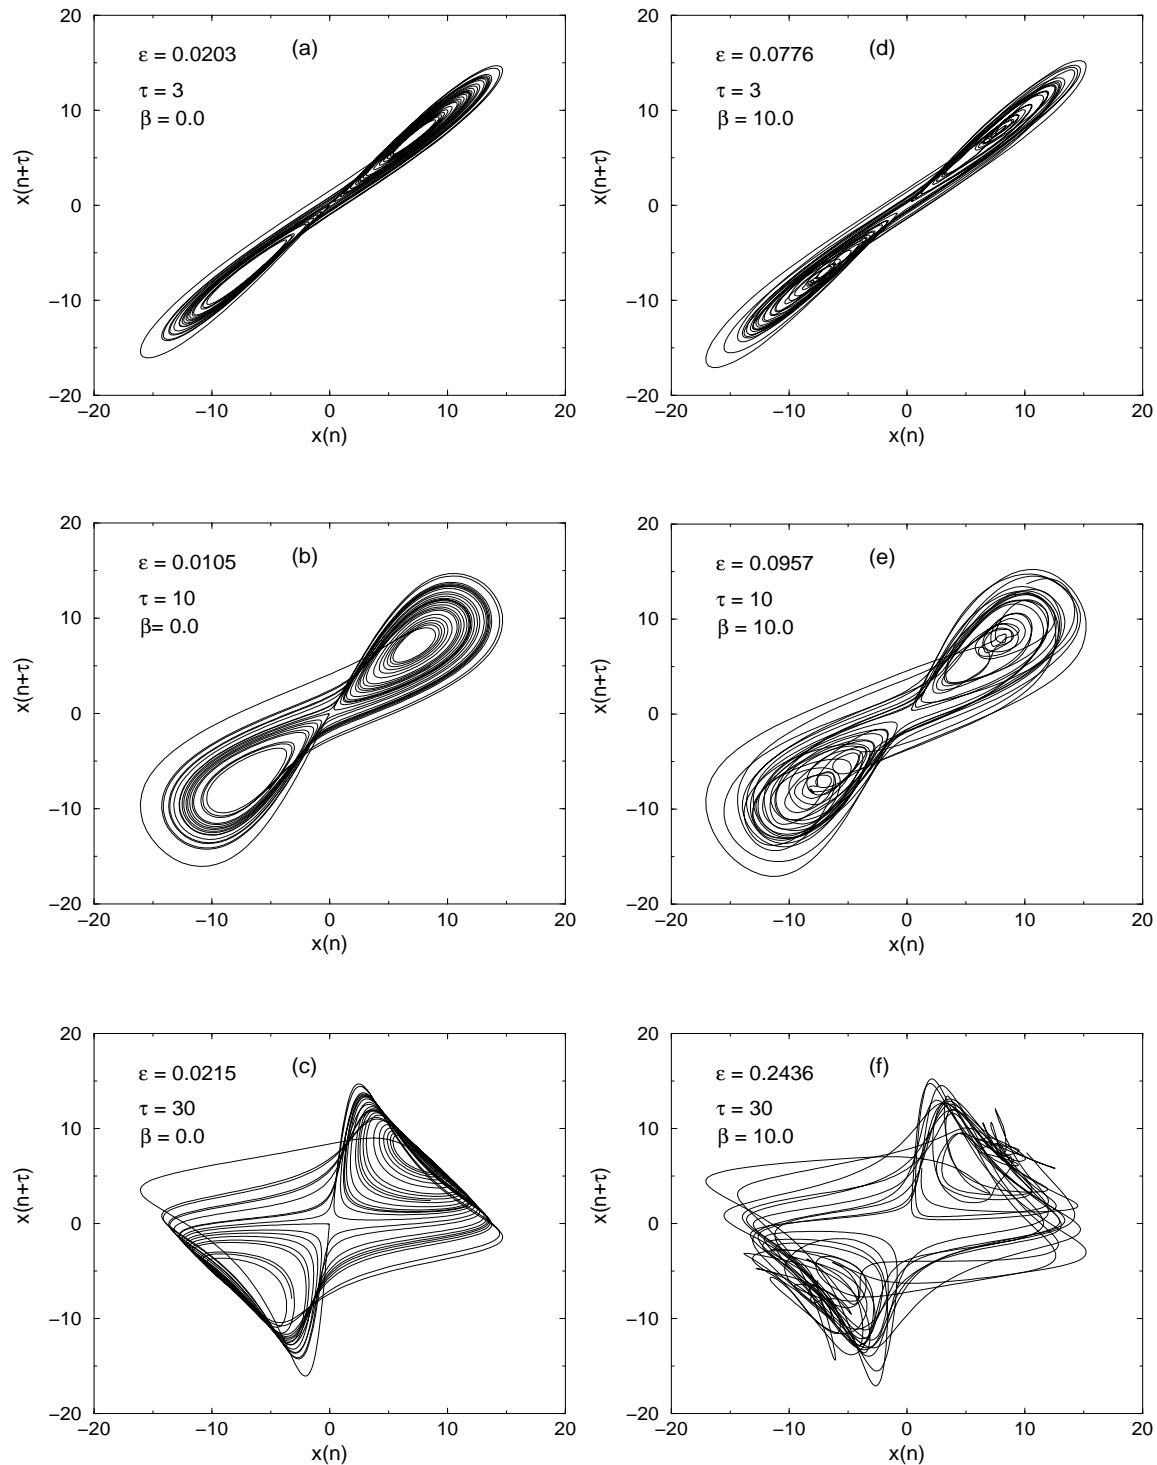 20
10
0
−10
−20
x(n+τ)
ε = 0.0203
(a)
τ = 3
β = 0.0
−20 −10 0 10 20
x(n)
20
10
0
−10
−20
x(n+τ)
ε = 0.0776
(d)
τ = 3
β = 10.0
−20 −10 0 10 20
x(n)
20
10
0
−10
−20
x(n+τ)
ε = 0.0105
(b)
τ = 10
β= 0.0
−20 −10 0 10 20
x(n)
20
10
0
−10
−20
x(n+τ)
ε = 0.0957
(e)
τ = 10
β = 10.0
−20 −10 0 10 20
x(n)
20
10
0
−10
−20
x(n+τ)
ε = 0.0215
(c)
τ = 30
β = 0.0
−20 −10 0 10 20
x(n)
20
10
0
−10
−20
x(n+τ)
ε = 0.2436
(f)
τ = 30
β = 10.0
−20 −10 0 10 20
x(n)